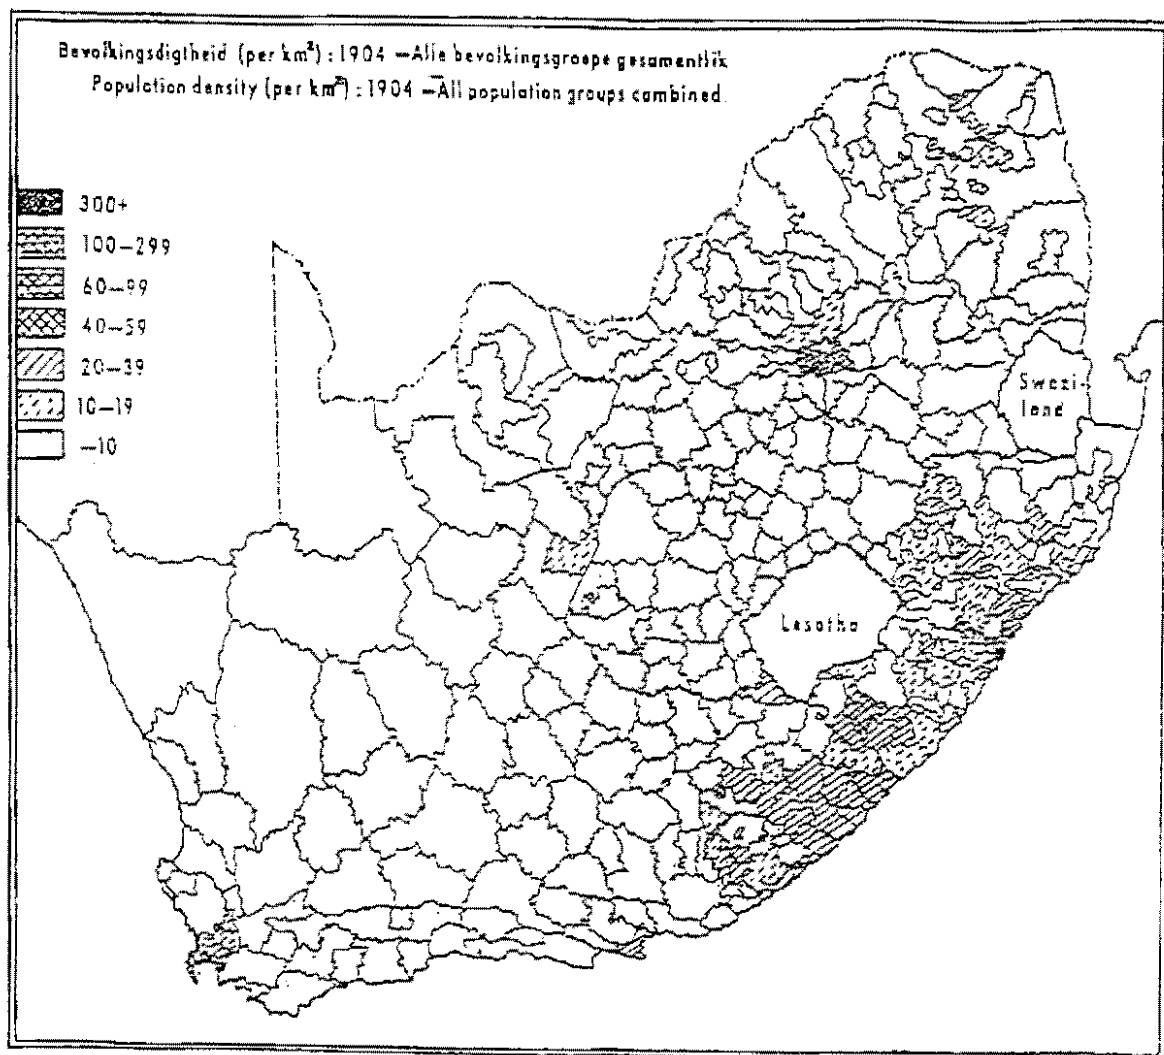 Bevolkingsdigtheid (per km²) : 1904 —Alle bevolkingsgroepe gesamentlik
Population density (per km²) : 1904 —All population groups combined
300+
100—299
60—99
40—59
20—39
10—19
—10
Swazi-
land
Lesotho